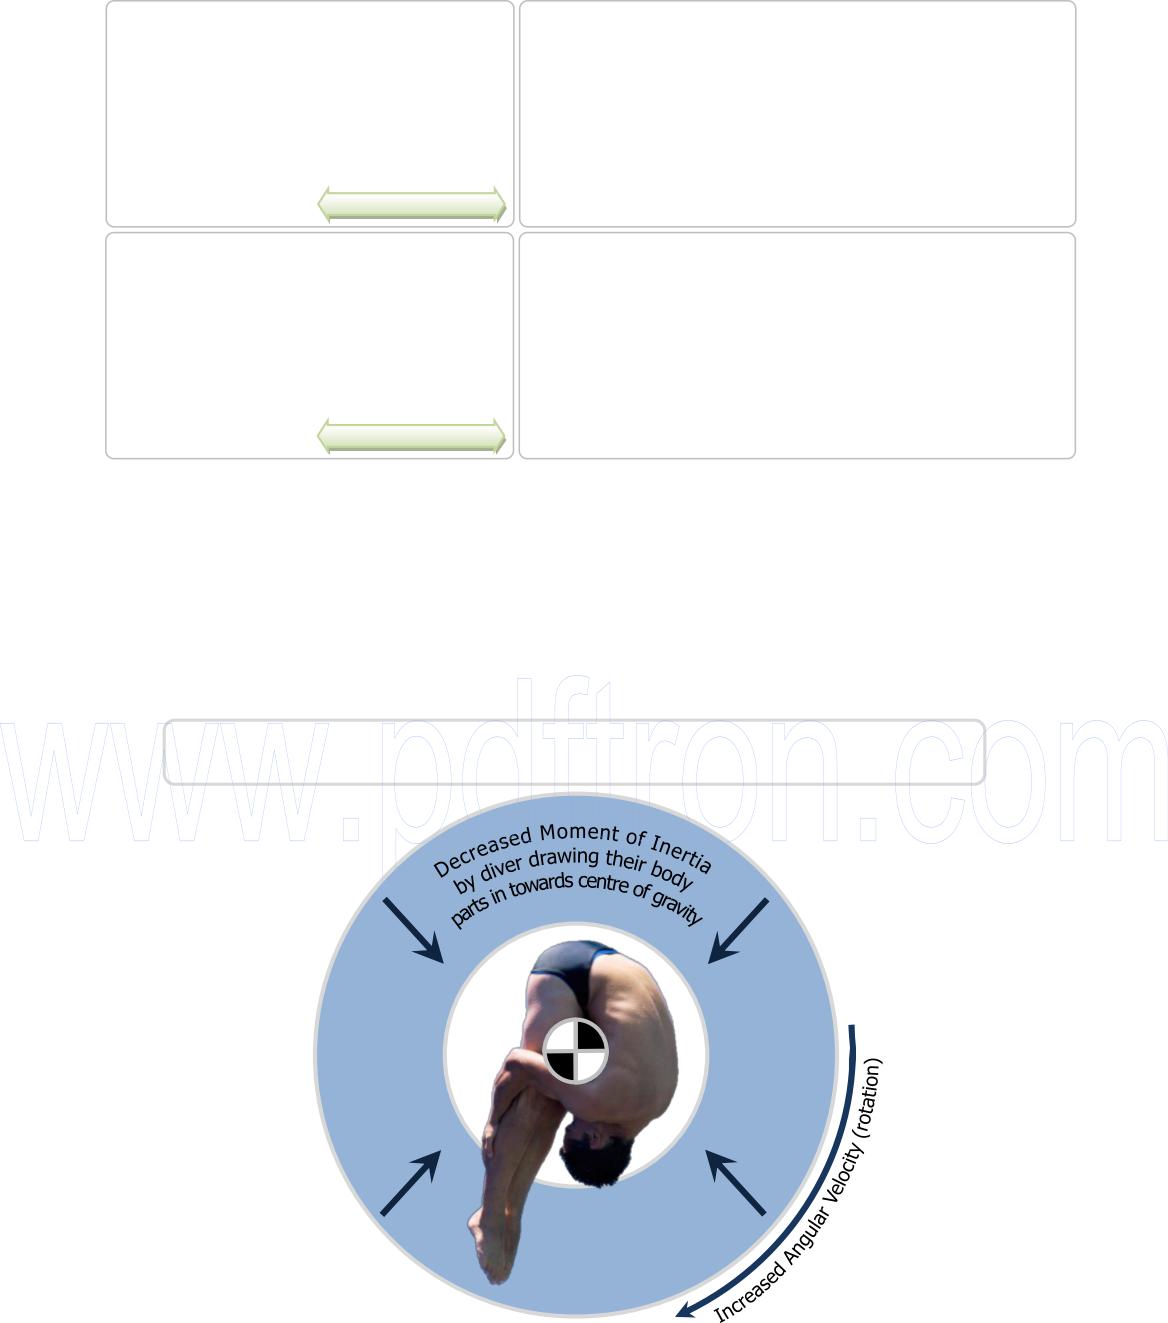 www.pdftron.com
Decreased Moment of Inertia
by diver drawing their body
parts in towards centre of gravity
Increased Angular Velocity (rotation)